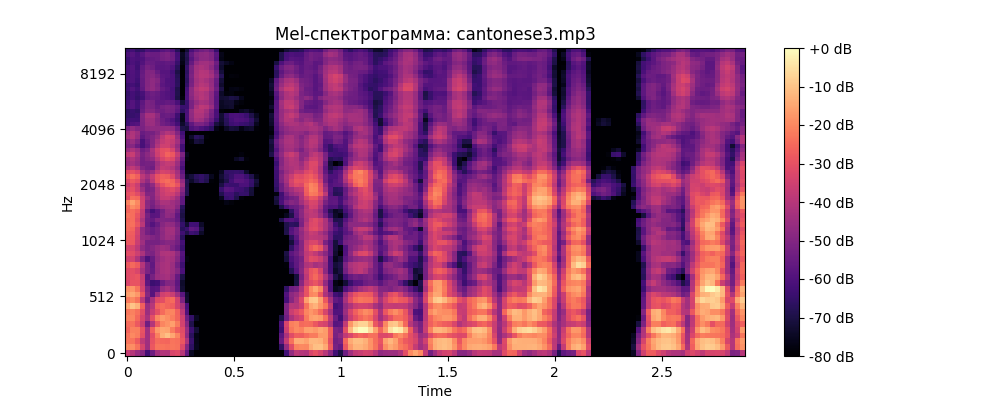 Mel-спектрограмма: cantonese3.mp3
Hz
8192
4096
2048
1024
512
0
0 0.5 1 1.5 2 2.5
Time
+0 dB
-10 dB
-20 dB
-30 dB
-40 dB
-50 dB
-60 dB
-70 dB
-80 dB